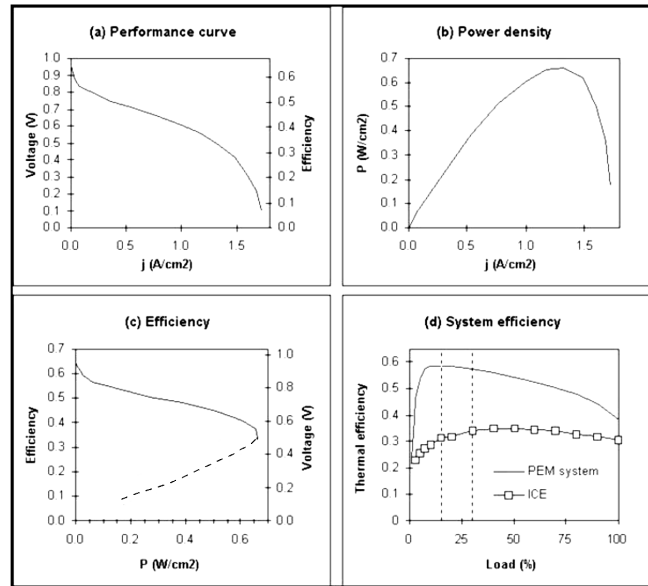 (a) Performance curve
Voltage (V)
1.0
0.9
0.8
0.7
0.6
0.5
0.4
0.3
0.2
0.1
0.0
0.6
0.5
0.4
0.3
0.2
0.1
0.0
Efficiency
0.0 0.5 1.0 1.5
j (A/cm2)
(b) Power density
P (W/cm2)
0.7
0.6
0.5
0.4
0.3
0.2
0.1
0.0
0.0 0.5 1.0 1.5
j (A/cm2)
(c) Efficiency
Efficiency
0.7
0.6
0.5
0.4
0.3
0.2
0.1
0
1.0
0.8
0.6
0.4
0.2
0.0
Voltage (V)
0 0.2 0.4 0.6
P (W/cm2)
(d) System efficiency
Thermal efficiency
0.6
0.5
0.4
0.3
0.2
0.1
0
PEM system
ICE
0 25 50 75 100
Load (%)